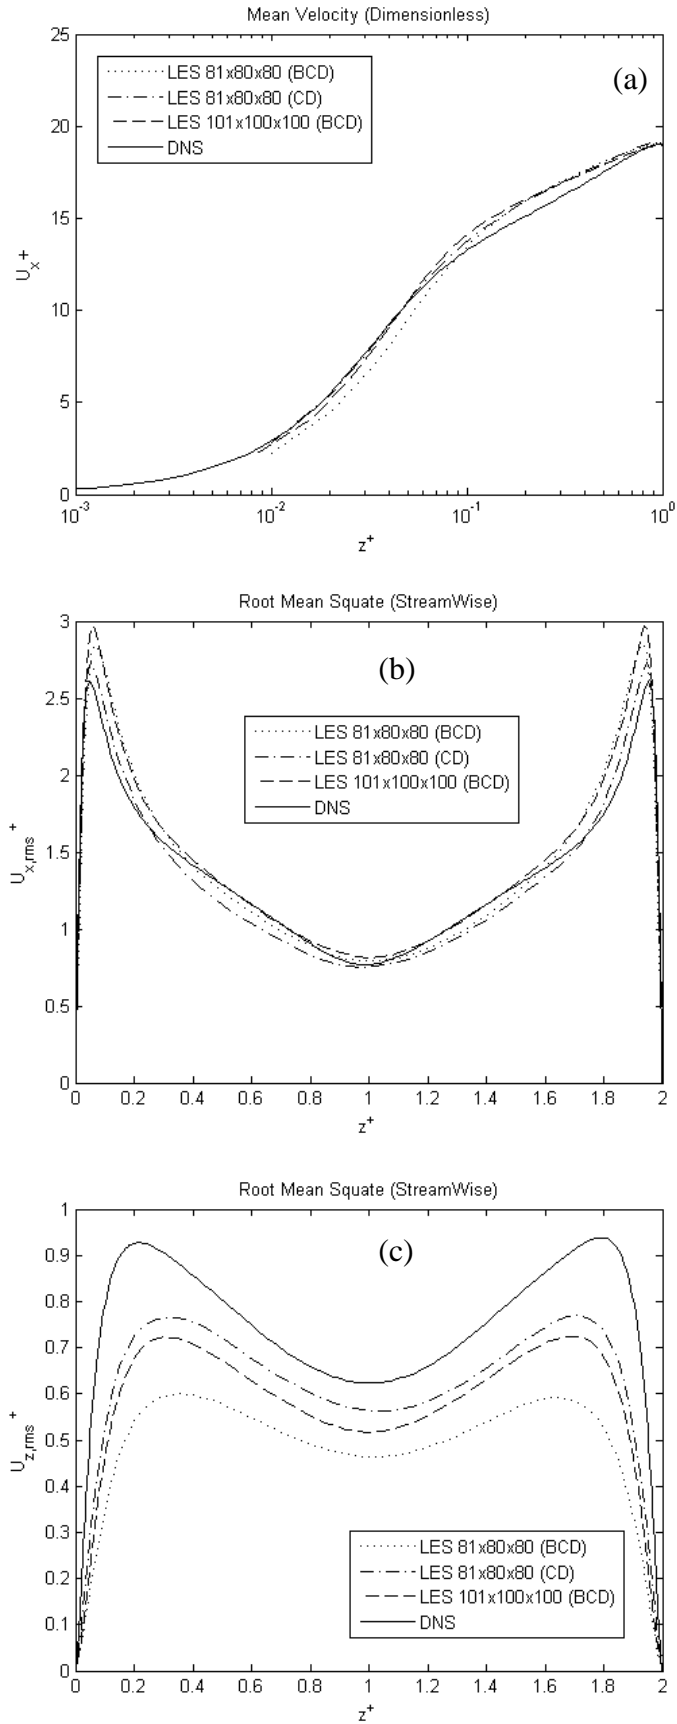 Mean Velocity (Dimensionless)
(a)
LES 81x80x80 (BCD)
LES 81x80x80 (CD)
LES 101x100x100 (BCD)
DNS
25
20
15
10
5
0
Uₓ+
10⁻³
10⁻²
10⁻¹
10⁰
z⁺
Root Mean Squate (StreamWise)
(b)
LES 81x80x80 (BCD)
LES 81x80x80 (CD)
LES 101x100x100 (BCD)
DNS
3
2.5
2
1.5
1
0.5
0
Ux,rms⁺
0 0.2 0.4 0.6 0.8 1 1.2 1.4 1.6 1.8 2
z⁺
Root Mean Squate (StreamWise)
(c)
1
0.9
0.8
0.7
0.6
0.5
0.4
0.3
0.2
0.1
0
Uz,rms⁺
LES 81x80x80 (BCD)
LES 81x80x80 (CD)
LES 101x100x100 (BCD)
DNS
0 0.2 0.4 0.6 0.8 1 1.2 1.4 1.6 1.8 2
z⁺